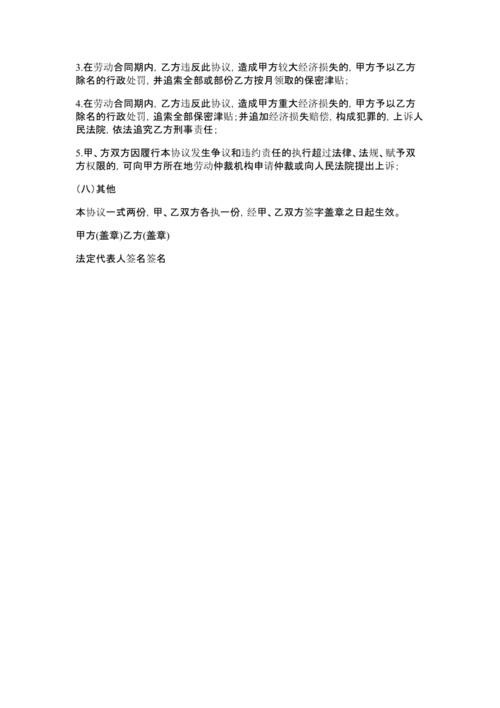 3.在劳动合同期内, 乙方违反此协议, 造成甲方较大经济损失的, 甲方予以乙方
除名的行政处罚, 并追索全部或部份乙方按月领取的保密津贴;
4.在劳动合同期内, 乙方违反此协议, 造成甲方重大经济损失的, 甲方予以乙方
除名的行政处罚, 追索全部保密津贴;并追加经济损失赔偿, 构成犯罪的, 上诉人
民法院, 依法追究乙方刑事责任;
5.甲、方双方因履行本协议发生争议和违约责任的执行超过法律、法规、赋予双
方权限的, 可向甲方所在地劳动仲裁机构申请仲裁或向人民法院提出上诉;
(八)其他
本协议一式两份, 甲、乙双方各执一份, 经甲、乙双方签字盖章之日起生效。
甲方(盖章)乙方(盖章)
法定代表人签名签名